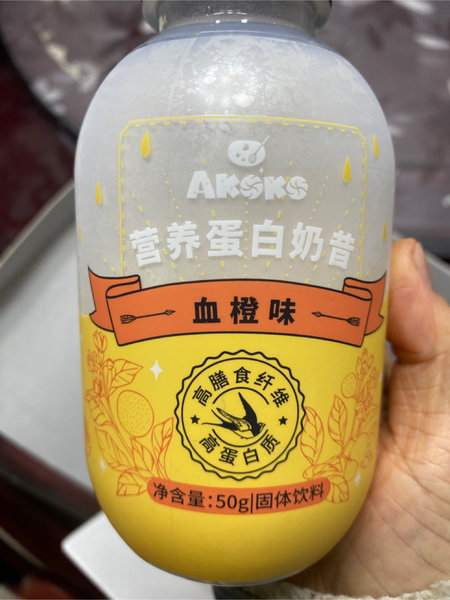 AKOKO
营养蛋白奶昔
血橙味
高膳食纤维
高蛋白质
净含量:50g|固体饮料